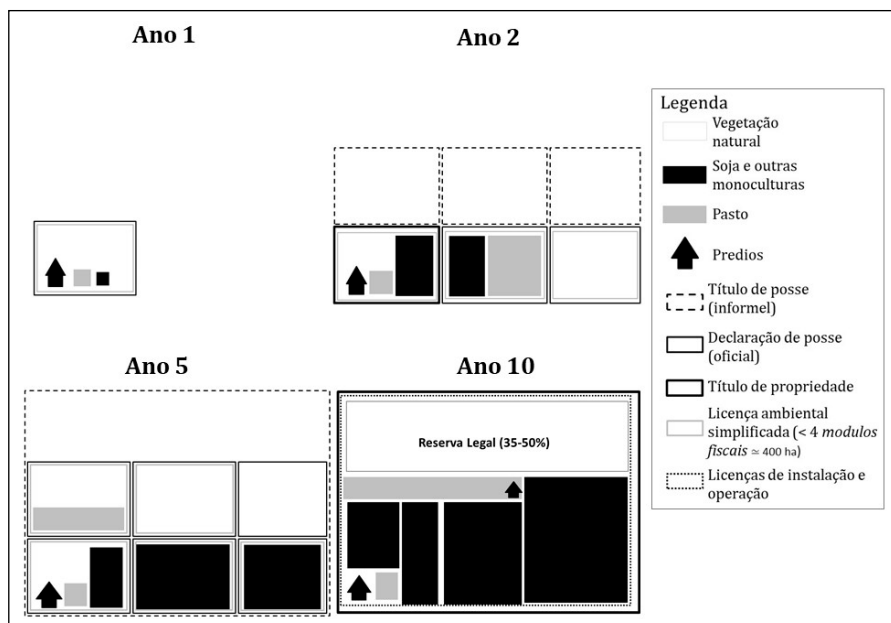 Ano 1
Ano 2
Legenda
Vegetação
natural
Soja e outras
monoculturas
Pasto
Predios
Título de posse
(informel)
Declaração de posse
(oficial)
Título de propriedade
Licença ambiental
simplificada (< 4 modulos
fiscais ≃ 400 ha)
Licenças de instalação e
operação
Ano 5
Ano 10
Reserva Legal (35-50%)